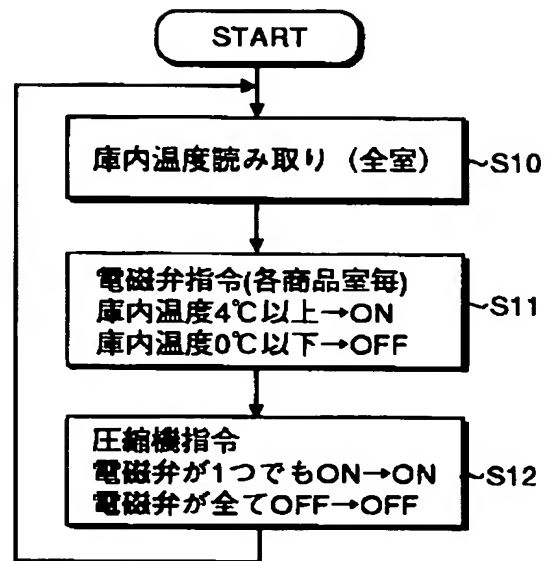 START
庫内温度読み取り（全室）
~S10
電磁弁指令(各商品室毎)
庫内温度4℃以上→ON
庫内温度0℃以下→OFF
~S11
圧縮機指令
電磁弁が1つでもON→ON
電磁弁が全てOFF→OFF
~S12